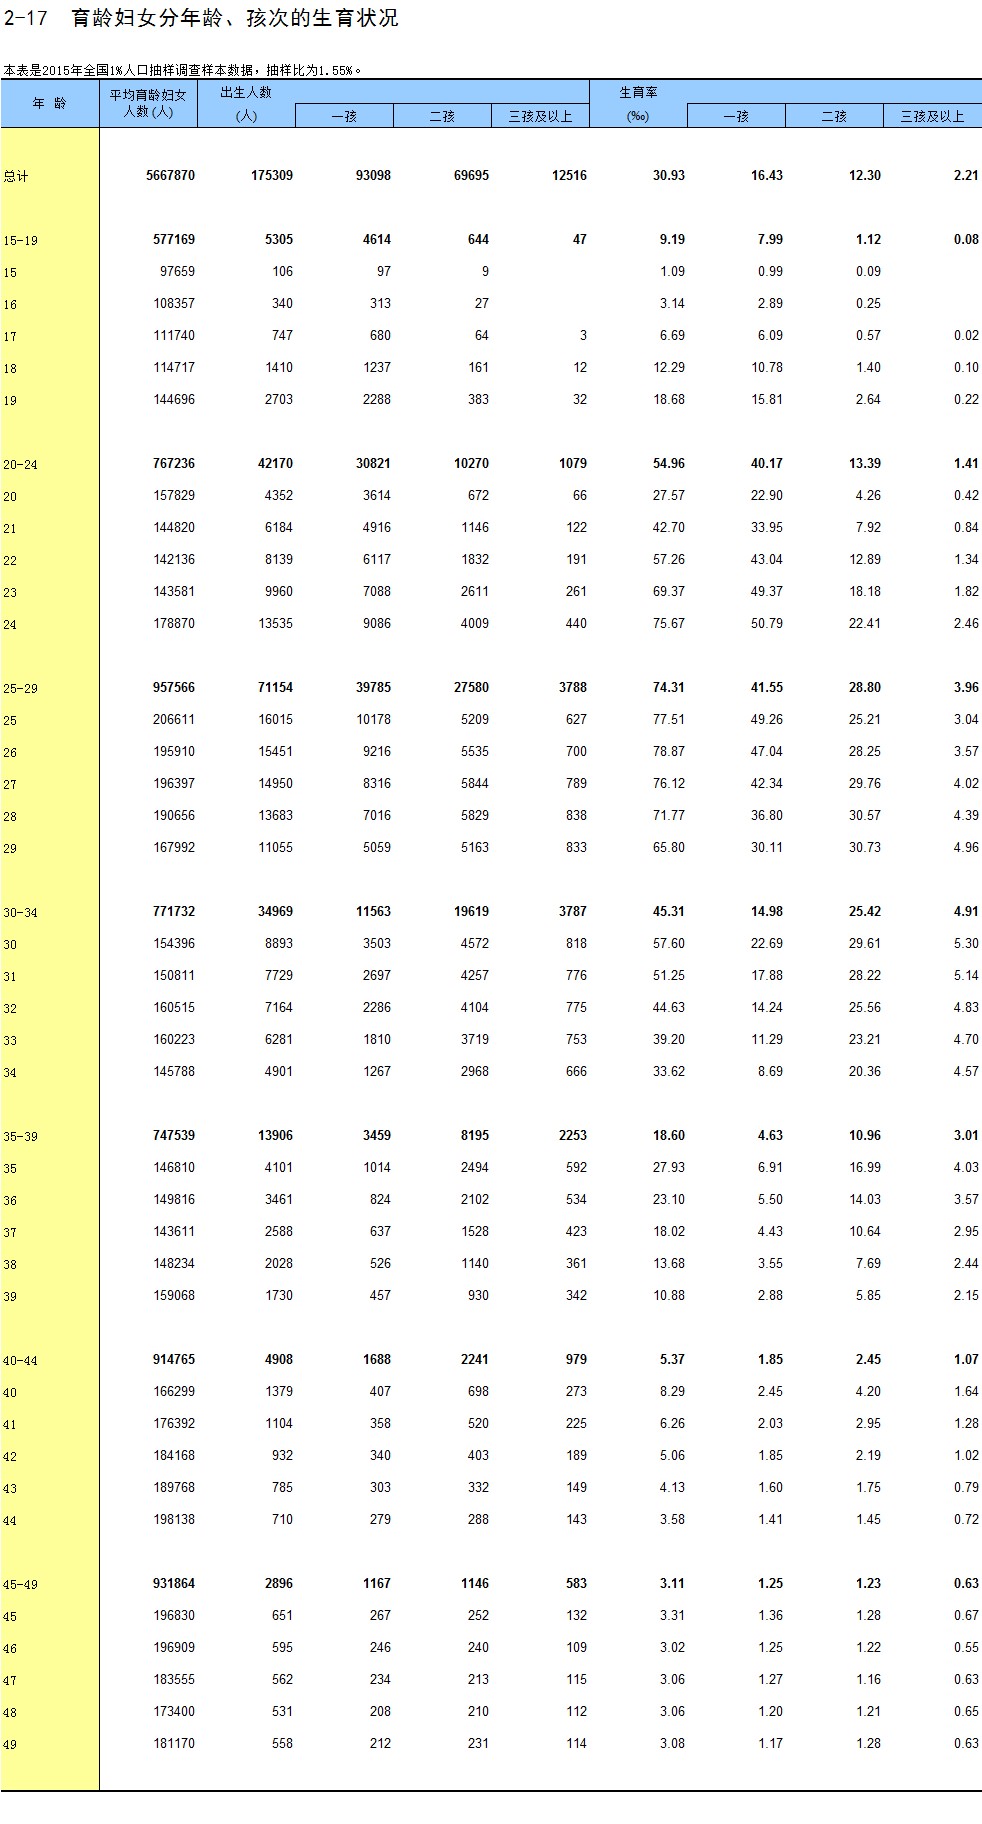 2-17 育龄妇女分年龄、孩次的生育状况
本表是2015年全国1%人口抽样调查样本数据，抽样比为1.55%。
年 龄 平均育龄妇女人数(人) 出生人数(人) 一孩 二孩 三孩及以上 生育率(‰) 一孩 二孩 三孩及以上
总计 5667870 175309 93098 69695 12516 30.93 16.43 12.30 2.21
15-19 577169 5305 4614 644 47 9.19 7.99 1.12 0.08
15 97659 106 97 9 1.09 0.99 0.09
16 108357 340 313 27 3.14 2.89 0.25
17 111740 747 680 64 3 6.69 6.09 0.57 0.02
18 114717 1410 1237 161 12 12.29 10.78 1.40 0.10
19 144696 2703 2288 383 32 18.68 15.81 2.64 0.22
20-24 767236 42170 30821 10270 1079 54.96 40.17 13.39 1.41
20 157829 4352 3614 672 66 27.57 22.90 4.26 0.42
21 144820 6184 4916 1146 122 42.70 33.95 7.92 0.84
22 142136 8139 6117 1832 191 57.26 43.04 12.89 1.34
23 143581 9960 7088 2611 261 69.37 49.37 18.18 1.82
24 178870 13535 9086 4009 440 75.67 50.79 22.41 2.46
25-29 957566 71154 39785 27580 3788 74.31 41.55 28.80 3.96
25 206611 16015 10178 5209 627 77.51 49.26 25.21 3.04
26 195910 15451 9216 5535 700 78.87 47.04 28.25 3.57
27 196397 14950 8316 5844 789 76.12 42.34 29.76 4.02
28 190656 13683 7016 5829 838 71.77 36.80 30.57 4.39
29 167992 11055 5059 5163 833 65.80 30.11 30.73 4.96
30-34 771732 34969 11563 19619 3787 45.31 14.98 25.42 4.91
30 154396 8893 3503 4572 818 57.60 22.69 29.61 5.30
31 150811 7729 2697 4257 776 51.25 17.88 28.22 5.14
32 160515 7164 2286 4104 775 44.63 14.24 25.56 4.83
33 160223 6281 1810 3719 753 39.20 11.29 23.21 4.70
34 145788 4901 1267 2968 666 33.62 8.69 20.36 4.57
35-39 747539 13906 3459 8195 2253 18.60 4.63 10.96 3.01
35 146810 4101 1014 2494 592 27.93 6.91 16.99 4.03
36 149816 3461 824 2102 534 23.10 5.50 14.03 3.57
37 143611 2588 637 1528 423 18.02 4.43 10.64 2.95
38 148234 2028 526 1140 361 13.68 3.55 7.69 2.44
39 159068 1730 457 930 342 10.88 2.88 5.85 2.15
40-44 914765 4908 1688 2241 979 5.37 1.85 2.45 1.07
40 166299 1379 407 698 273 8.29 2.45 4.20 1.64
41 176392 1104 358 520 225 6.26 2.03 2.95 1.28
42 184168 932 340 403 189 5.06 1.85 2.19 1.02
43 189768 785 303 332 149 4.13 1.60 1.75 0.79
44 198138 710 279 288 143 3.58 1.41 1.45 0.72
45-49 931864 2896 1167 1146 583 3.11 1.25 1.23 0.63
45 196830 651 267 252 132 3.31 1.36 1.28 0.67
46 196909 595 246 240 109 3.02 1.25 1.22 0.55
47 183555 562 234 213 115 3.06 1.27 1.16 0.63
48 173400 531 208 210 112 3.06 1.20 1.21 0.65
49 181170 558 212 231 114 3.08 1.17 1.28 0.63